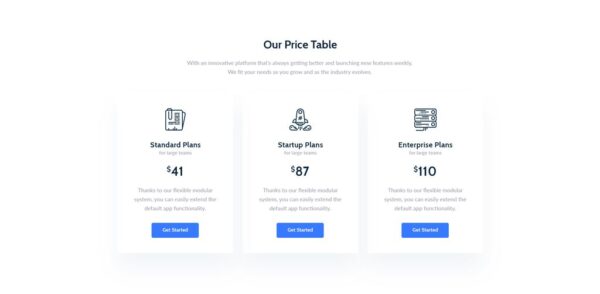 Our Price Table
With an innovative platform that's always getting better and launching new features weekly,
We fit your needs as you grow and as the industry evolves.
Standard Plans
for large teams
$41
Thanks to our flexible modular
system, you can easily extend the
default app functionality.
Get Started
Startup Plans
for large teams
$87
Thanks to our flexible modular
system, you can easily extend the
default app functionality.
Get Started
Enterprise Plans
for large teams
$110
Thanks to our flexible modular
system, you can easily extend the
default app functionality.
Get Started